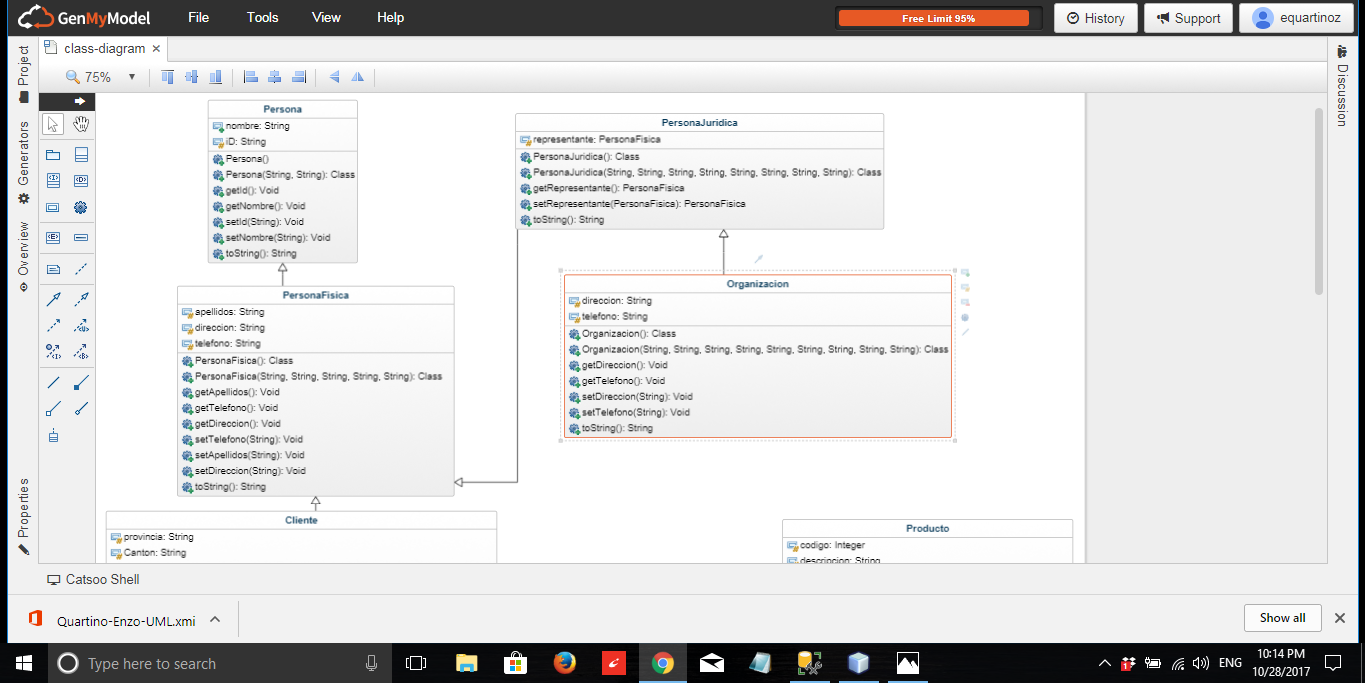 GenMyModel File Tools View Help Free Limit 95% History Support equartinoz
Project
Generators
Overview
Properties
class-diagram
75%
Discussion
Persona
nombre: String
iD: String
Persona()
Persona(String, String): Class
getId(): Void
getNombre(): Void
setId(String): Void
setNombre(String): Void
toString(): String
PersonaJuridica
representante: PersonaFisica
PersonaJuridica(): Class
PersonaJuridica(String, String, String, String, String, String, String, String): Class
getRepresentante(): PersonaFisica
setRepresentante(PersonaFisica): PersonaFisica
toString(): String
PersonaFisica
apellidos: String
direccion: String
telefono: String
PersonaFisica(): Class
PersonaFisica(String, String, String, String, String): Class
getApellidos(): Void
getTelefono(): Void
getDireccion(): Void
setTelefono(String): Void
setApellidos(String): Void
setDireccion(String): Void
toString(): String
Organizacion
direccion: String
telefono: String
Organizacion(): Class
Organizacion(String, String, String, String, String, String, String, String, String): Class
getDireccion(): Void
getTelefono(): Void
setDireccion(String): Void
setTelefono(String): Void
toString(): String
Cliente
provincia: String
Canton: String
Producto
codigo: Integer
descripcion: String
Catsoo Shell
Quartino-Enzo-UML.xmi
Show all
Type here to search
ENG
10:14 PM
10/28/2017